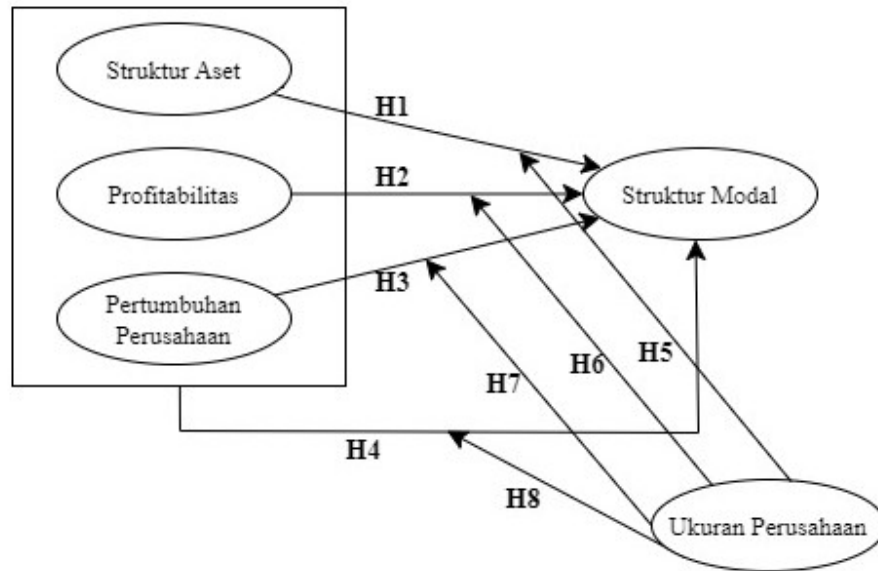 Struktur Aset
H1
Profitabilitas
H2
Struktur Modal
Pertumbuhan
Perusahaan
H3
H7
H6
H5
H4
H8
Ukuran Perusahaan